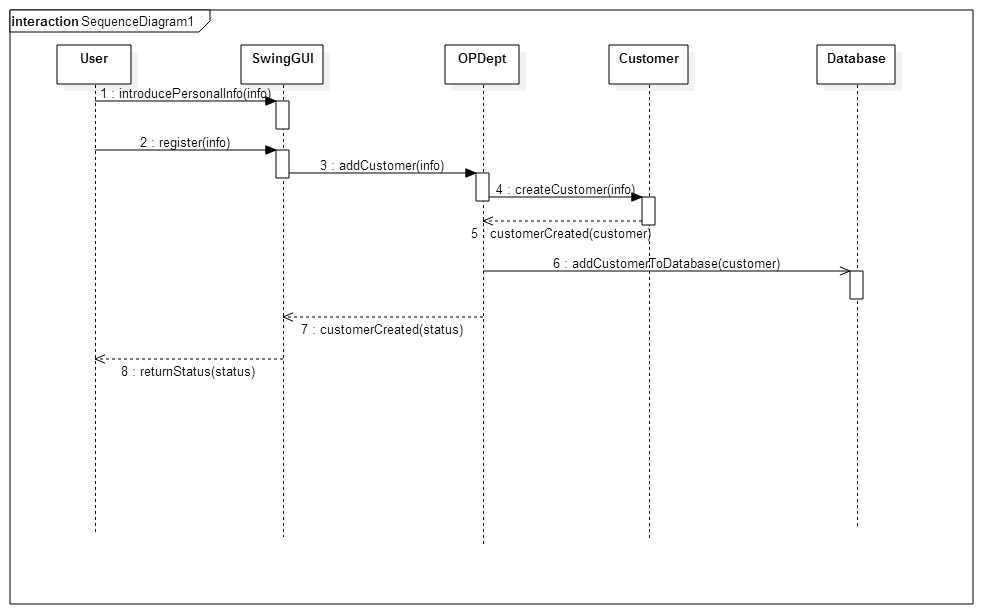 interaction SequenceDiagram1
User
SwingGUI
OPDept
Customer
Database
1 : introducePersonalInfo(info)
2 : register(info)
3 : addCustomer(info)
4 : createCustomer(info)
5 : customerCreated(customer)
6 : addCustomerToDatabase(customer)
7 : customerCreated(status)
8 : returnStatus(status)